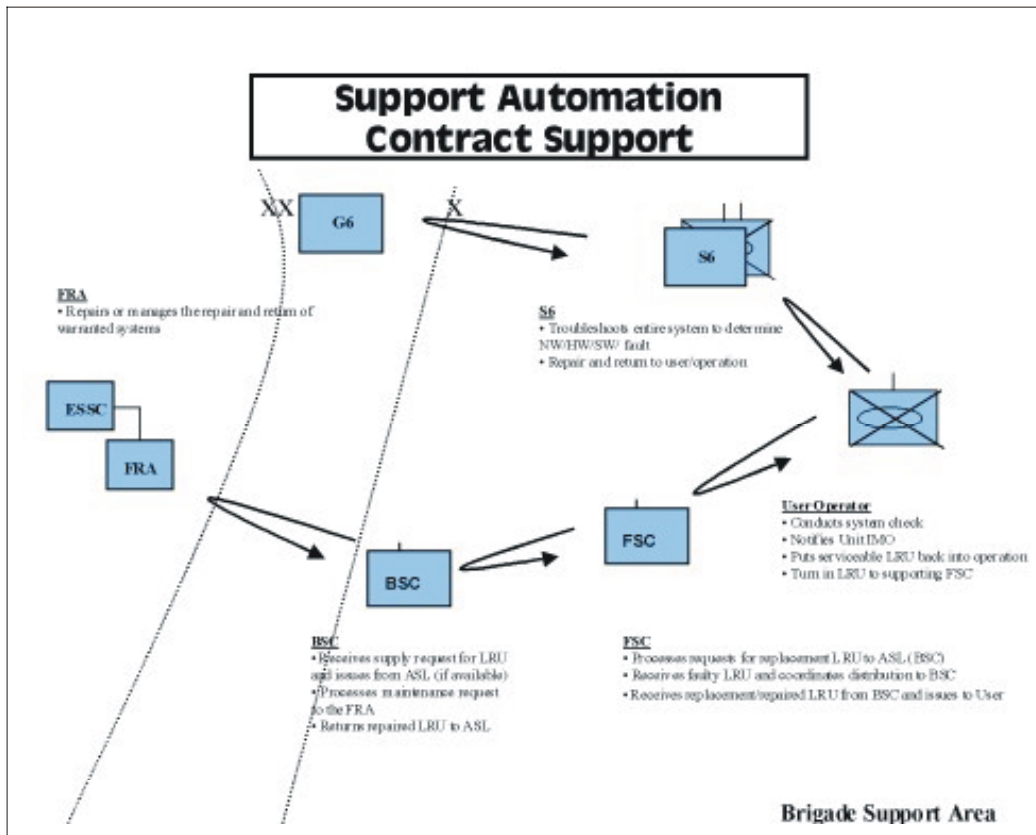 Support Automation
Contract Support
XX
G6
X
S6
FRA
• Repairs or manages the repair and return of
warranted systems
S6
• Troubleshoots entire system to determine
NW/HW/SW/ fault
• Repair and return to user/operation
ESSC
FRA
FSC
BSC
User Operator
• Conducts system check
• Notifies Unit IMO
• Puts serviceable LRU back into operation
• Turn in LRU to supporting FSC
BSC
• Receives supply request for LRU
and issues from ASL (if available)
• Processes maintenance request
to the FRA
• Returns repaired LRU to ASL
FSC
• Processes requests for replacement LRU to ASL (BSC)
• Receives faulty LRU and coordinates distribution to BSC
• Receives replacement/repaired LRU from BSC and issues to User
Brigade Support Area